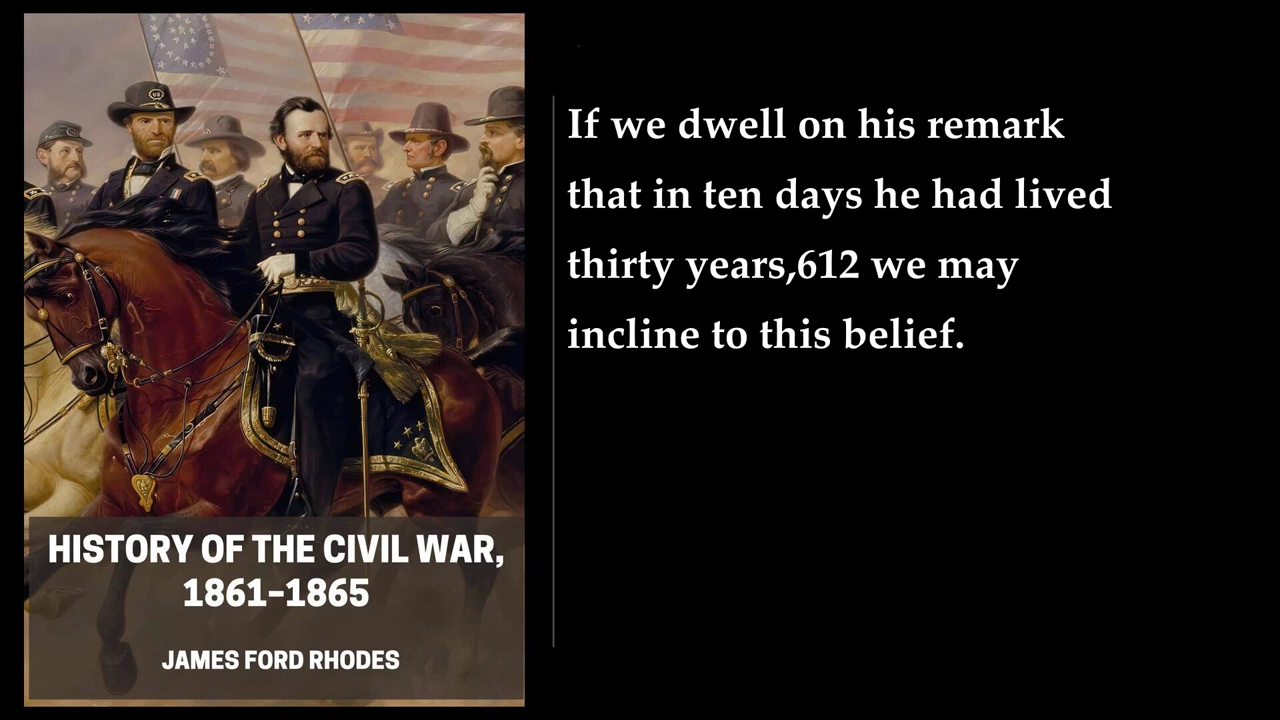 If we dwell on his remark
that in ten days he had lived
thirty years,612 we may
incline to this belief.
HISTORY OF THE CIVIL WAR,
1861–1865
JAMES FORD RHODES